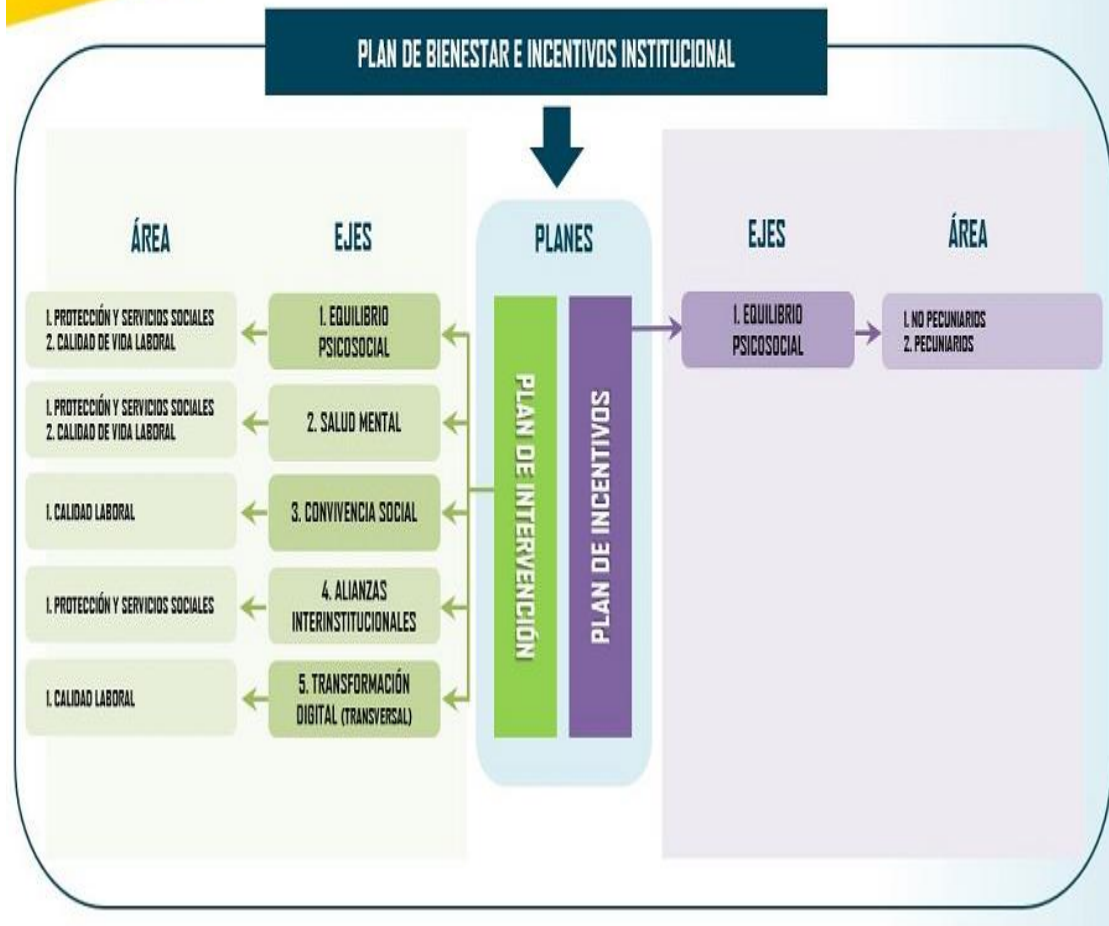 PLAN DE BIENESTAR E INCENTIVOS INSTITUCIONAL
ÁREA
EJES
PLANES
EJES
ÁREA
1. PROTECCIÓN Y SERVICIOS SOCIALES
2. CALIDAD DE VIDA LABORAL
1. EQUILIBRIO
PSICOSOCIAL
1. PROTECCIÓN Y SERVICIOS SOCIALES
2. CALIDAD DE VIDA LABORAL
2. SALUD MENTAL
1. CALIDAD LABORAL
3. CONVIVENCIA SOCIAL
1. PROTECCIÓN Y SERVICIOS SOCIALES
4. ALIANZAS
INTERINSTITUCIONALES
1. CALIDAD LABORAL
5. TRANSFORMACIÓN
DIGITAL (TRANSVERSAL)
PLAN DE INTERVENCIÓN
PLAN DE INCENTIVOS
1. EQUILIBRIO
PSICOSOCIAL
1. NO PECUNIARIOS
2. PECUNIARIOS